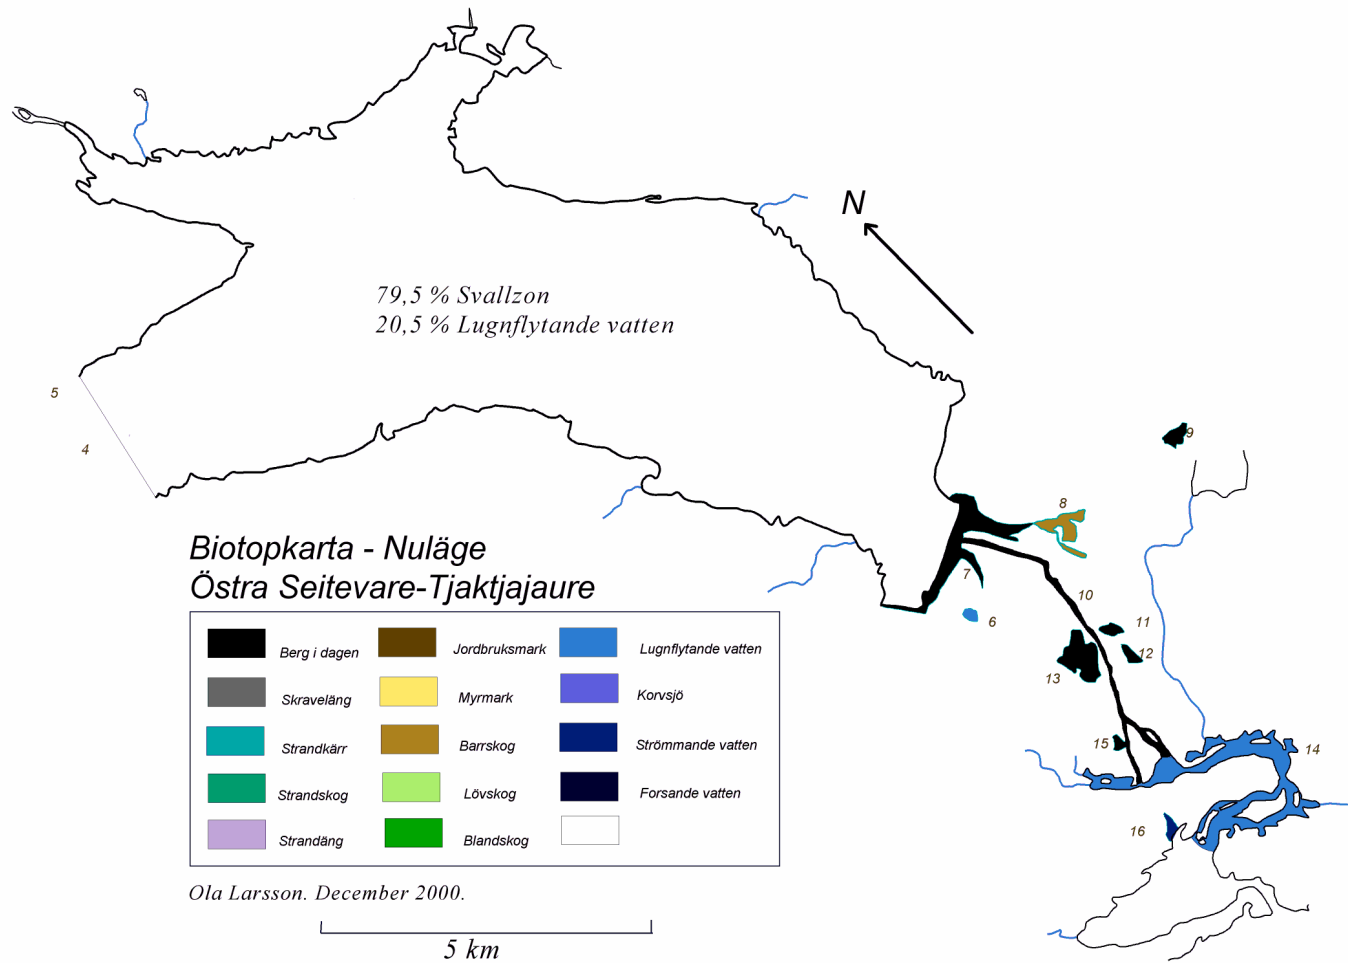 N
79,5 % Svallzon
20,5 % Lugnflytande vatten
5
4
9
8
7
10
6
11
12
13
15
14
16
Biotopkarta - Nuläge
Östra Seitevare-Tjaktjajaure
Berg i dagen
Jordbruksmark
Lugnflytande vatten
Skraveläng
Myrmark
Korvsjö
Strandkärr
Barrskog
Strömmande vatten
Strandskog
Lövskog
Forsande vatten
Strandäng
Blandskog
Ola Larsson. December 2000.
5 km